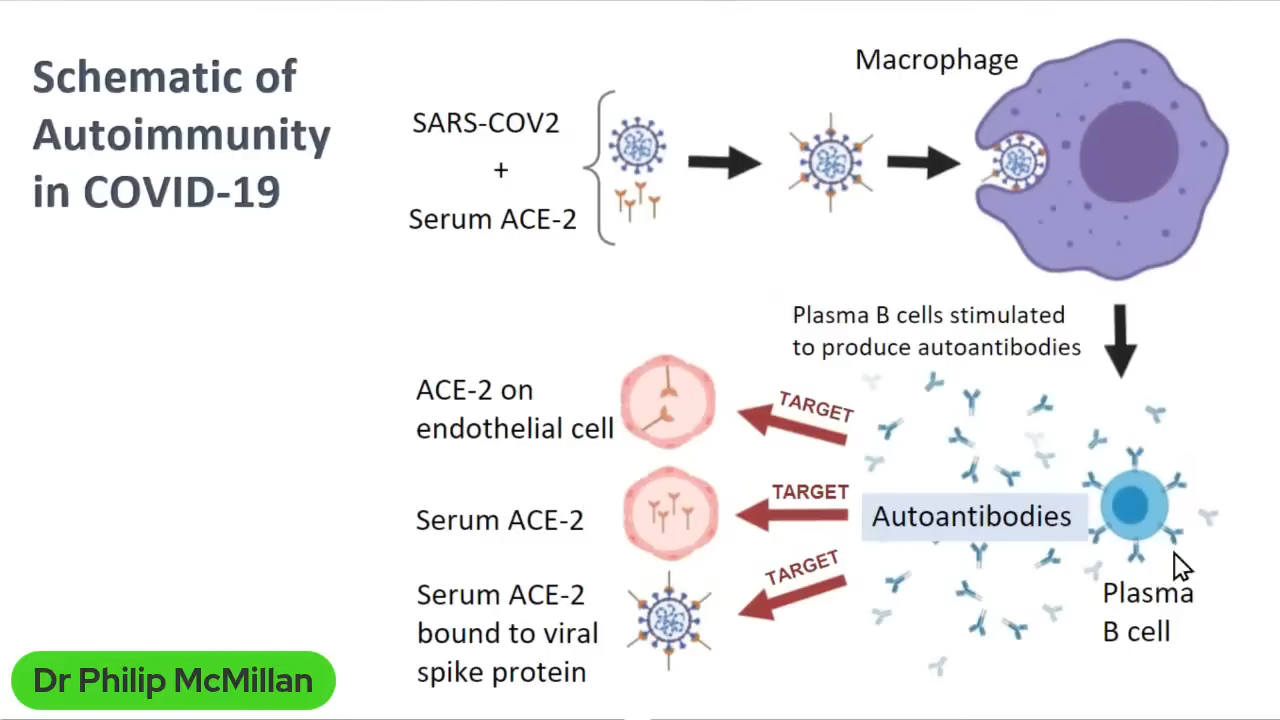 Schematic of
Autoimmunity
in COVID-19
SARS-COV2
+
Serum ACE-2
Macrophage
Plasma B cells stimulated
to produce autoantibodies
ACE-2 on
endothelial cell
TARGET
Serum ACE-2
TARGET
Autoantibodies
Serum ACE-2
bound to viral
spike protein
TARGET
Plasma
B cell
Dr Philip McMillan